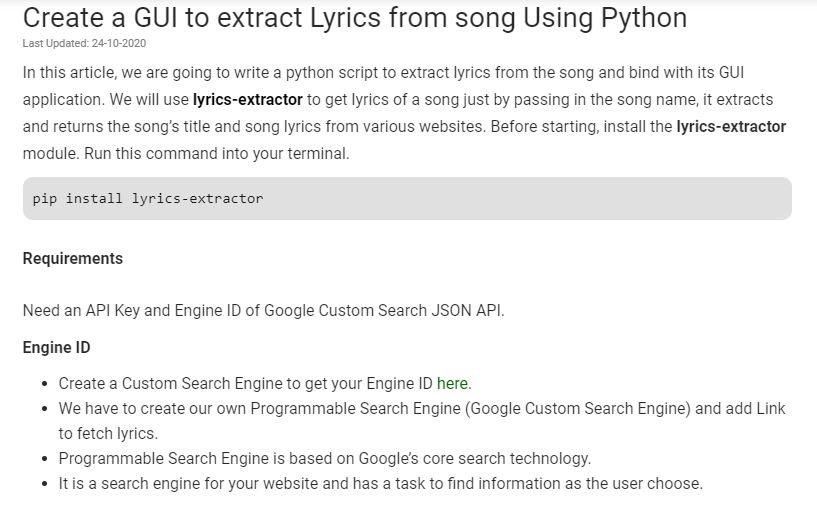 Create a GUI to extract Lyrics from song Using Python
Last Updated: 24-10-2020
In this article, we are going to write a python script to extract lyrics from the song and bind with its GUI
application. We will use lyrics-extractor to get lyrics of a song just by passing in the song name, it extracts
and returns the song's title and song lyrics from various websites. Before starting, install the lyrics-extractor
module. Run this command into your terminal.
pip install lyrics-extractor
Requirements
Need an API Key and Engine ID of Google Custom Search JSON API.
Engine ID
• Create a Custom Search Engine to get your Engine ID here.
• We have to create our own Programmable Search Engine (Google Custom Search Engine) and add Link
to fetch lyrics.
• Programmable Search Engine is based on Google's core search technology.
• It is a search engine for your website and has a task to find information as the user choose.